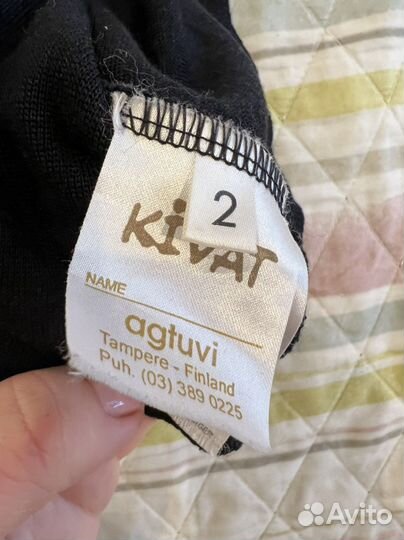 2
KIVAT
NAME
agtuvi
Tampere - Finland
Puh. (03) 389 0225
Avito